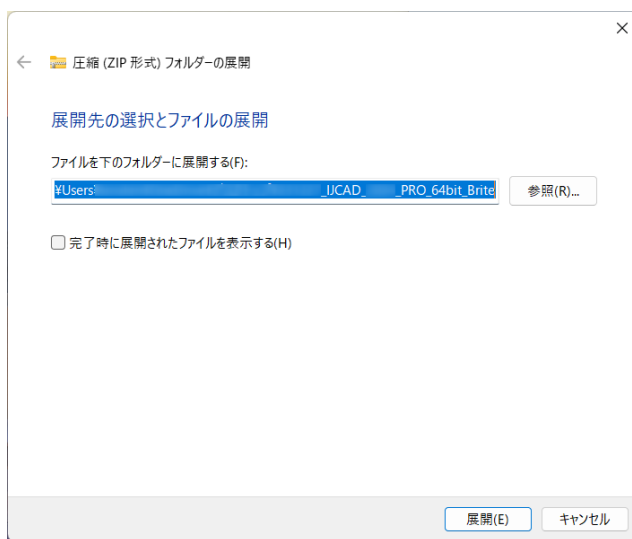 圧縮 (ZIP 形式) フォルダーの展開
展開先の選択とファイルの展開
ファイルを下のフォルダーに展開する(F):
¥Users _IJCAD_ _PRO_64bit_Brite 参照(R)...
完了時に展開されたファイルを表示する(H)
展開(E) キャンセル